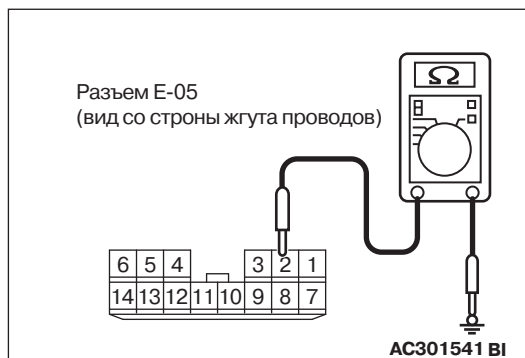 Разъем E-05
(вид со строны жгута проводов)
Ω
6 5 4 3 2 1
14 13 12 11 10 9 8 7
AC301541 BI